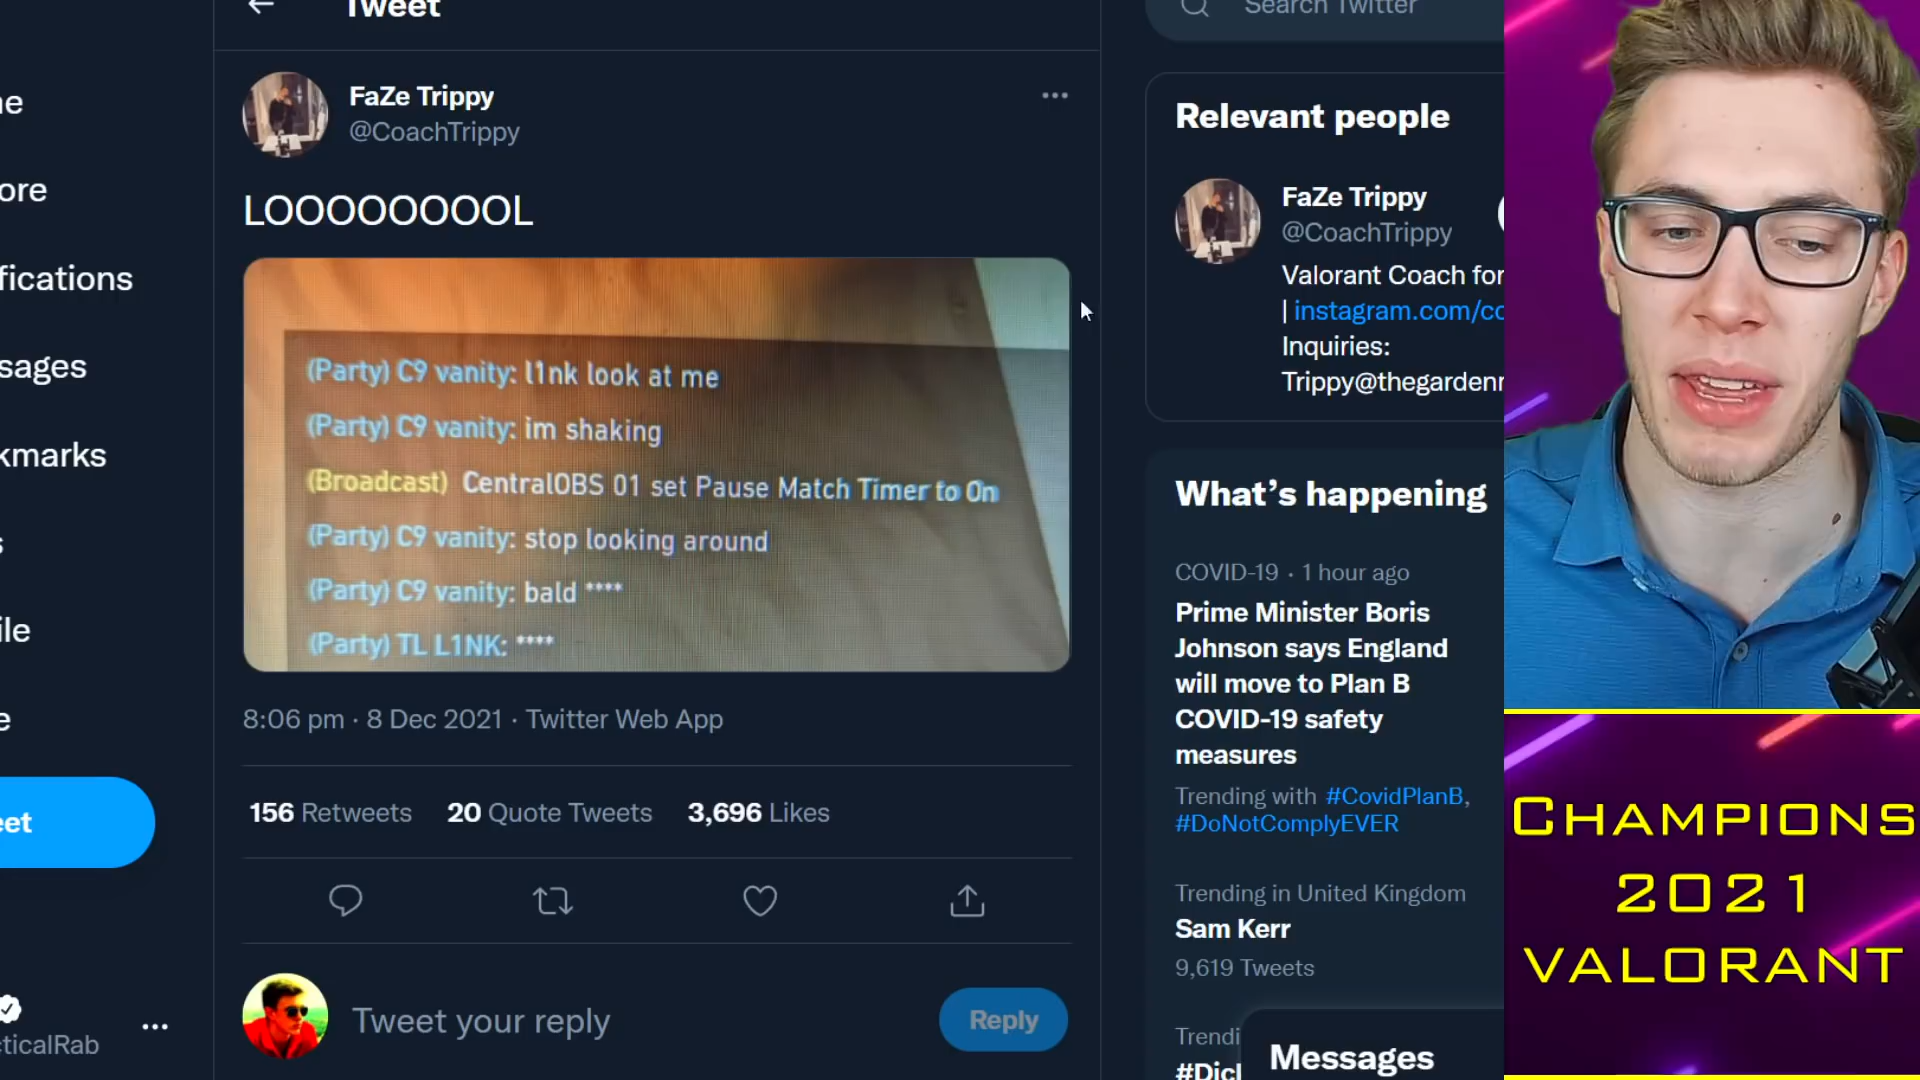 Tweet
Search Twitter
FaZe Trippy
@CoachTrippy
LOOOOOOOOL
(Party) C9 vanity: l1nk look at me
(Party) C9 vanity: im shaking
(Broadcast) CentralOBS 01 set Pause Match Timer to On
(Party) C9 vanity: stop looking around
(Party) C9 vanity: bald ****
(Party) TL L1NK: ****
8:06 pm · 8 Dec 2021 · Twitter Web App
156 Retweets 20 Quote Tweets 3,696 Likes
Tweet your reply
Reply
ne
ore
fications
sages
kmarks
s
ile
e
eet
cticalRab
Relevant people
FaZe Trippy
@CoachTrippy
Valorant Coach for
| instagram.com/co
Inquiries:
Trippy@thegardenr
What's happening
COVID-19 · 1 hour ago
Prime Minister Boris
Johnson says England
will move to Plan B
COVID-19 safety
measures
Trending with #CovidPlanB,
#DoNotComplyEVER
Trending in United Kingdom
Sam Kerr
9,619 Tweets
Trendi
#Dicl
Messages
CHAMPIONS
2021
VALORANT